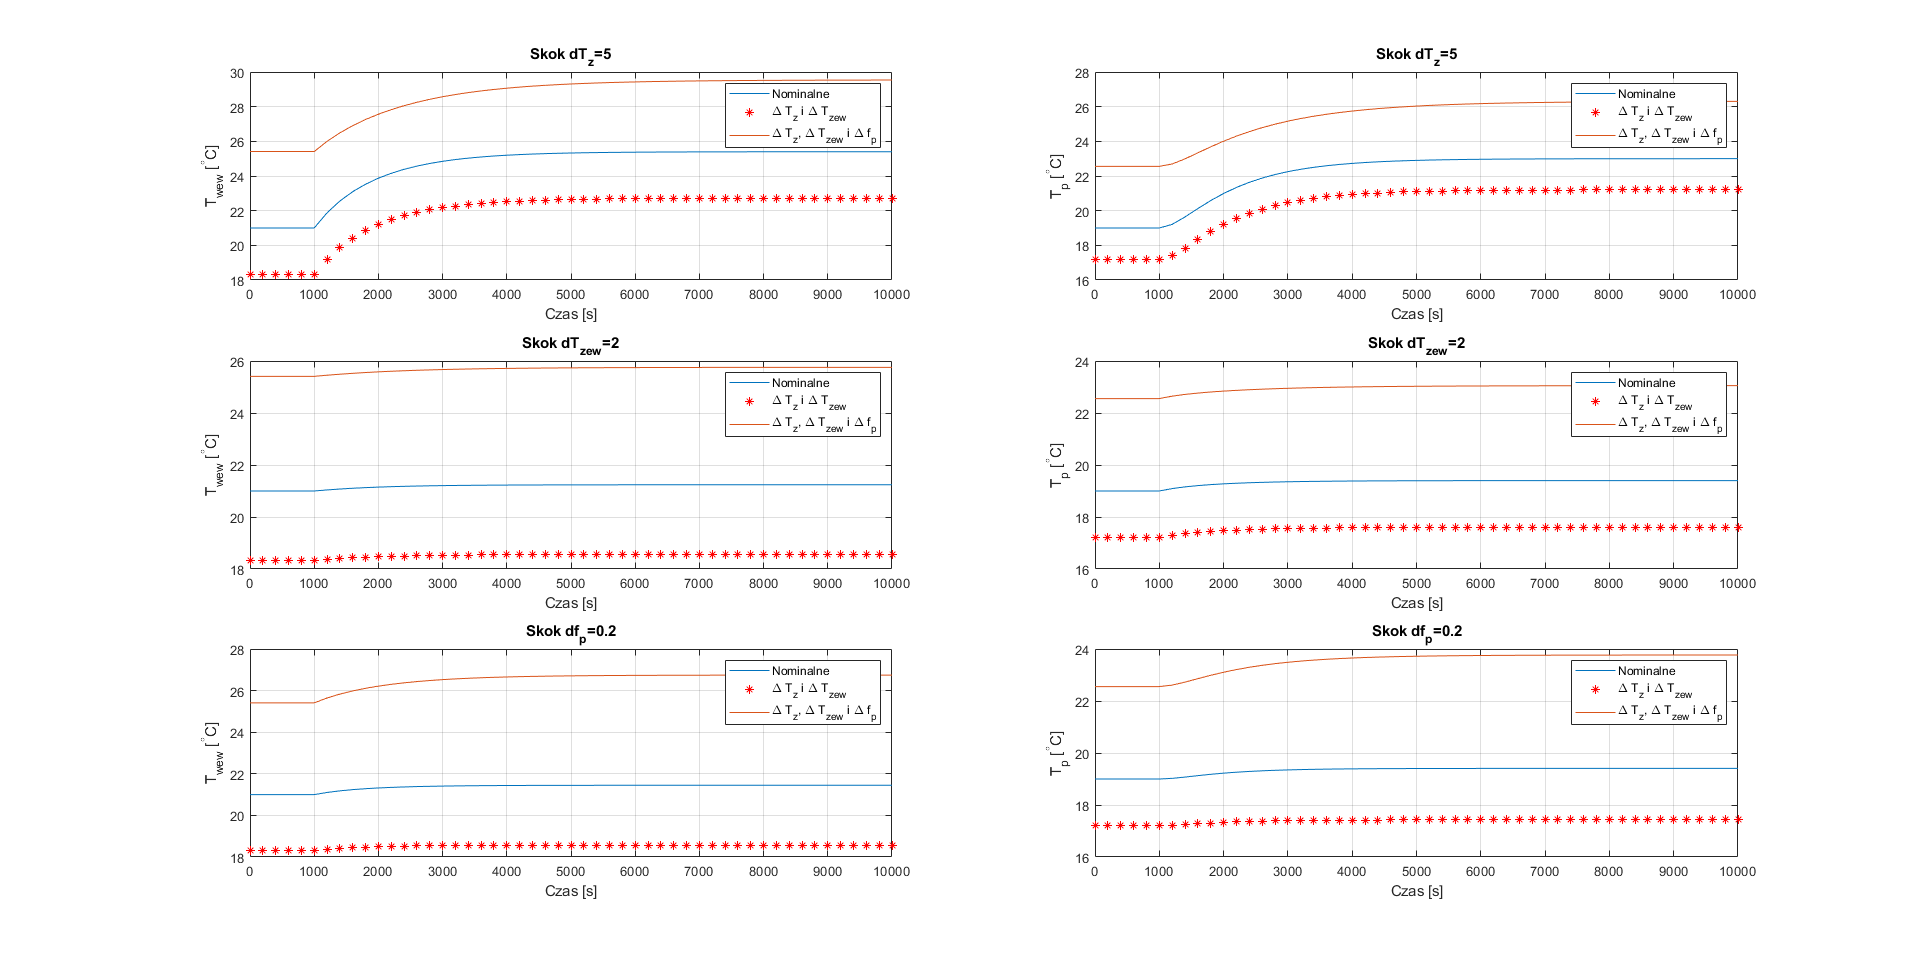 Skok dTz=5
30
28
26
24
22
20
18
Twew [°C]
0 1000 2000 3000 4000 5000 6000 7000 8000 9000 10000
Czas [s]
Nominalne
Δ Tz i Δ Tzew
Δ Tz, Δ Tzew i Δ fp
Skok dTz=5
28
26
24
22
20
18
16
Tp [°C]
0 1000 2000 3000 4000 5000 6000 7000 8000 9000 10000
Czas [s]
Nominalne
Δ Tz i Δ Tzew
Δ Tz, Δ Tzew i Δ fp
Skok dTzew=2
26
24
22
20
18
Twew [°C]
0 1000 2000 3000 4000 5000 6000 7000 8000 9000 10000
Czas [s]
Nominalne
Δ Tz i Δ Tzew
Δ Tz, Δ Tzew i Δ fp
Skok dTzew=2
24
22
20
18
16
Tp [°C]
0 1000 2000 3000 4000 5000 6000 7000 8000 9000 10000
Czas [s]
Nominalne
Δ Tz i Δ Tzew
Δ Tz, Δ Tzew i Δ fp
Skok dfp=0.2
28
26
24
22
20
18
Twew [°C]
0 1000 2000 3000 4000 5000 6000 7000 8000 9000 10000
Czas [s]
Nominalne
Δ Tz i Δ Tzew
Δ Tz, Δ Tzew i Δ fp
Skok dfp=0.2
24
22
20
18
16
Tp [°C]
0 1000 2000 3000 4000 5000 6000 7000 8000 9000 10000
Czas [s]
Nominalne
Δ Tz i Δ Tzew
Δ Tz, Δ Tzew i Δ fp